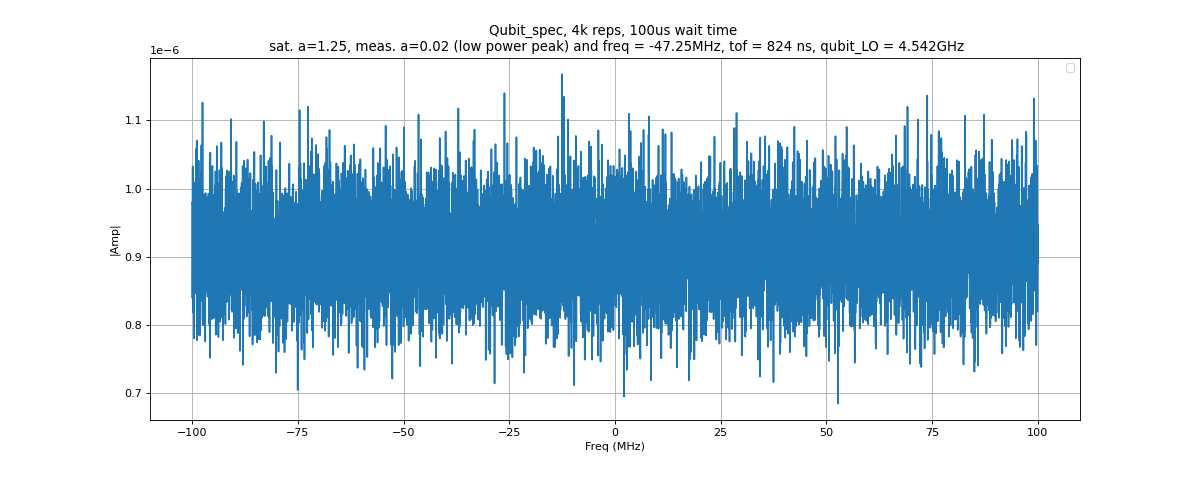 Qubit_spec, 4k reps, 100us wait time
sat. a=1.25, meas. a=0.02 (low power peak) and freq = -47.25MHz, tof = 824 ns, qubit_LO = 4.542GHz
1e−6
1.1
1.0
0.9
0.8
0.7
|Amp|
−100
−75
−50
−25
0
25
50
75
100
Freq (MHz)